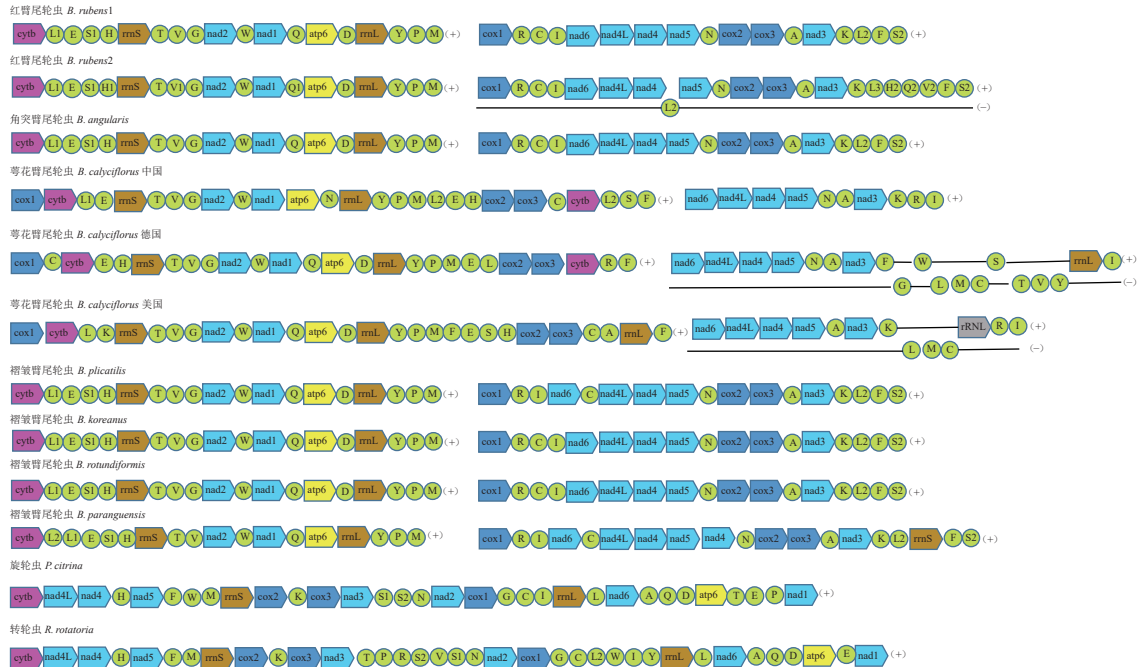 红臂尾轮虫 B. rubens1
cytb L1 E S1 H rrnS T V G nad2 W nad1 Q atp6 D rrnL Y P M (+) cox1 R C I nad6 nad4L nad4 nad5 N cox2 cox3 A nad3 K L2 F S2 (+)
红臂尾轮虫 B. rubens2
cytb L1 E S1 H1 rrnS T V1 G nad2 W nad1 Q1 atp6 D rrnL Y P M (+) cox1 R C I nad6 nad4L nad4 nad5 N cox2 cox3 A nad3 K L3 H2 Q2 V2 F S2 (+)
L2 (−)
角突臂尾轮虫 B. angularis
cytb L1 E S1 H rrnS T V G nad2 W nad1 Q atp6 D rrnL Y P M (+) cox1 R C I nad6 nad4L nad4 nad5 N cox2 cox3 A nad3 K L2 F S2 (+)
萼花臂尾轮虫 B. calyciflorus 中国
cox1 cytb L1 E rrnS T V G nad2 W nad1 atp6 N rrnL Y P M L2 E H cox2 cox3 C cytb L2 S F (+) nad6 nad4L nad4 nad5 N A nad3 K R I (+)
萼花臂尾轮虫 B. calyciflorus 德国
cox1 C cytb E H rrnS T V G nad2 W nad1 Q atp6 D rrnL Y P M E L cox2 cox3 cytb R F (+) nad6 nad4L nad4 nad5 N A nad3 F W S rrnL I (+)
G L M C T V Y (−)
萼花臂尾轮虫 B. calyciflorus 美国
cox1 cytb L K rrnS T V G nad2 W nad1 Q atp6 D rrnL Y P M F E S H cox2 cox3 C A rrnL F (+) nad6 nad4L nad4 nad5 A nad3 K rRNL R I (+)
L M C (−)
褶皱臂尾轮虫 B. plicatilis
cytb L1 E S1 H rrnS T V G nad2 W nad1 Q atp6 D rrnL Y P M (+) cox1 R I nad6 C nad4L nad4 nad5 N cox2 cox3 A nad3 K L2 F S2 (+)
褶皱臂尾轮虫 B. koreanus
cytb L1 E S1 H rrnS T V G nad2 W nad1 Q atp6 D rrnL Y P M (+) cox1 R C I nad6 nad4L nad4 nad5 N cox2 cox3 A nad3 K L2 F S2 (+)
褶皱臂尾轮虫 B. rotundiformis
cytb L1 E S1 H rrnS T V G nad2 W nad1 Q atp6 D rrnL Y P M (+) cox1 R C I nad6 nad4L nad4 nad5 N cox2 cox3 A nad3 K L2 F S2 (+)
褶皱臂尾轮虫 B. paranguensis
cytb L2 L1 E S1 H rrnS T V nad2 W nad1 Q atp6 rrnL Y P M (+) cox1 R I nad6 C nad4L nad4 nad5 nad4 N cox2 cox3 A nad3 K L2 rrnS F S2 (+)
旋轮虫 P. citrina
cytb nad4L nad4 H nad5 F W M rrnS cox2 K cox3 nad3 S1 S2 N nad2 cox1 G C I rrnL L nad6 A Q D atp6 T E P nad1 (+)
转轮虫 R. rotatoria
cytb nad4L nad4 H nad5 F M rrnS cox2 K cox3 nad3 T P R S2 V S1 N nad2 cox1 G C L2 W I Y rrnL L nad6 A Q D atp6 E nad1 (+)